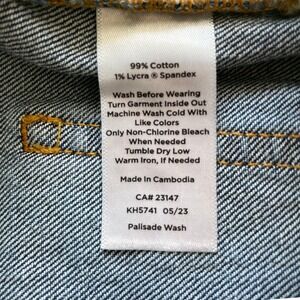 99% Cotton
1% Lycra ® Spandex
Wash Before Wearing
Turn Garment Inside Out
Machine Wash Cold With
Like Colors
Only Non-Chlorine Bleach
When Needed
Tumble Dry Low
Warm Iron, If Needed
Made in Cambodia
CA# 23147
KH5741 05/23
Palisade Wash